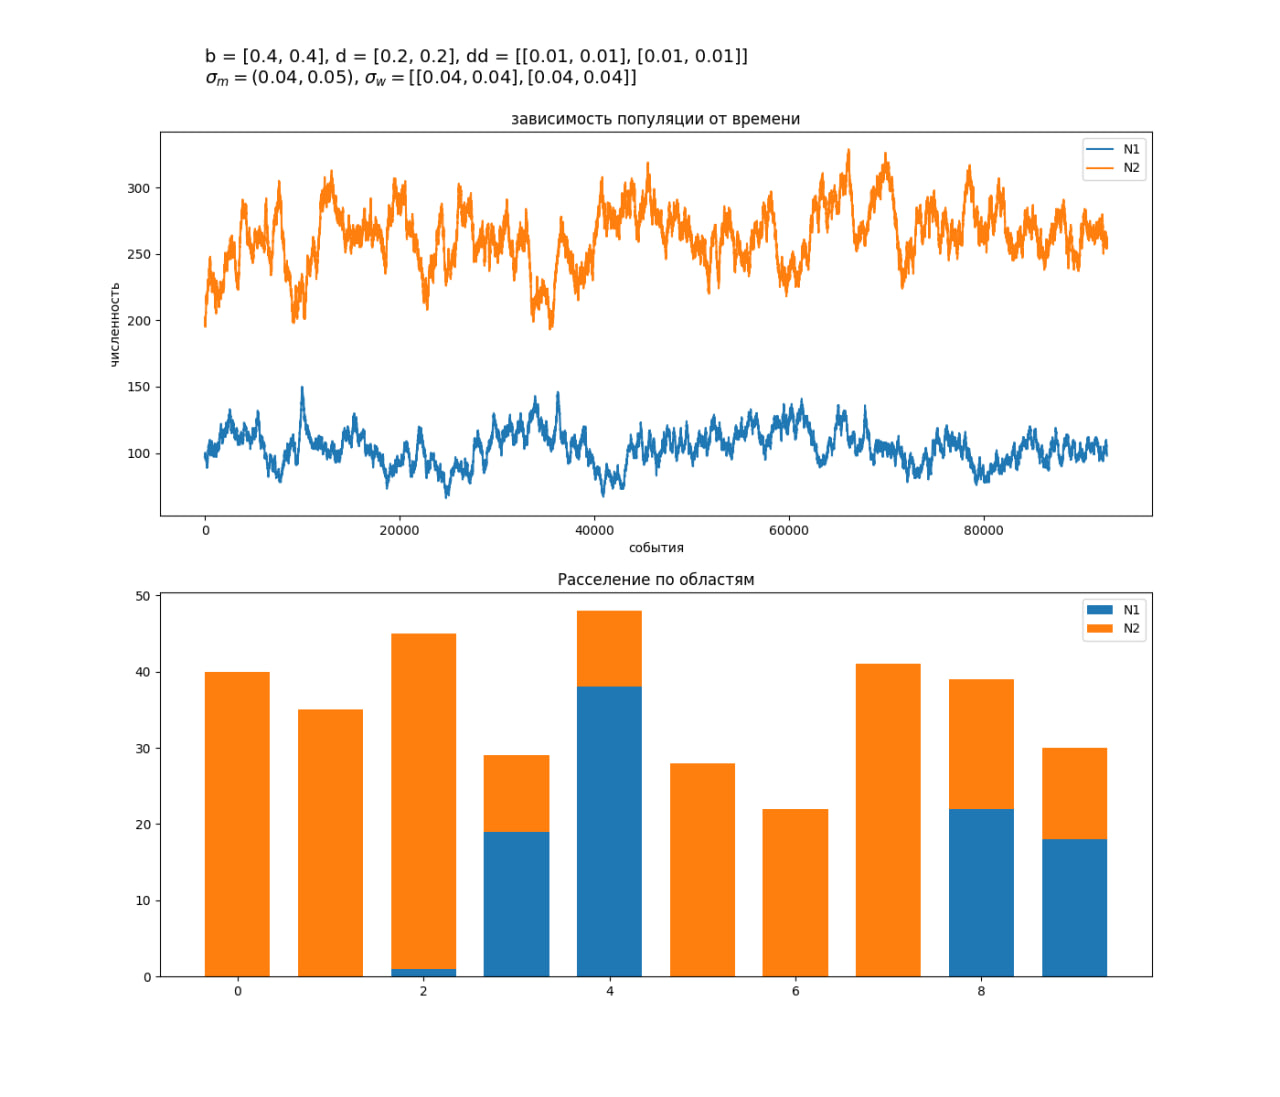 b = [0.4, 0.4], d = [0.2, 0.2], dd = [[0.01, 0.01], [0.01, 0.01]]
σ_m = (0.04, 0.05), σ_w = [[0.04, 0.04], [0.04, 0.04]]
зависимость популяции от времени
N1
N2
300
250
200
150
100
численность
0 20000 40000 60000 80000
события
Расселение по областям
N1
N2
50
40
30
20
10
0
0 2 4 6 8